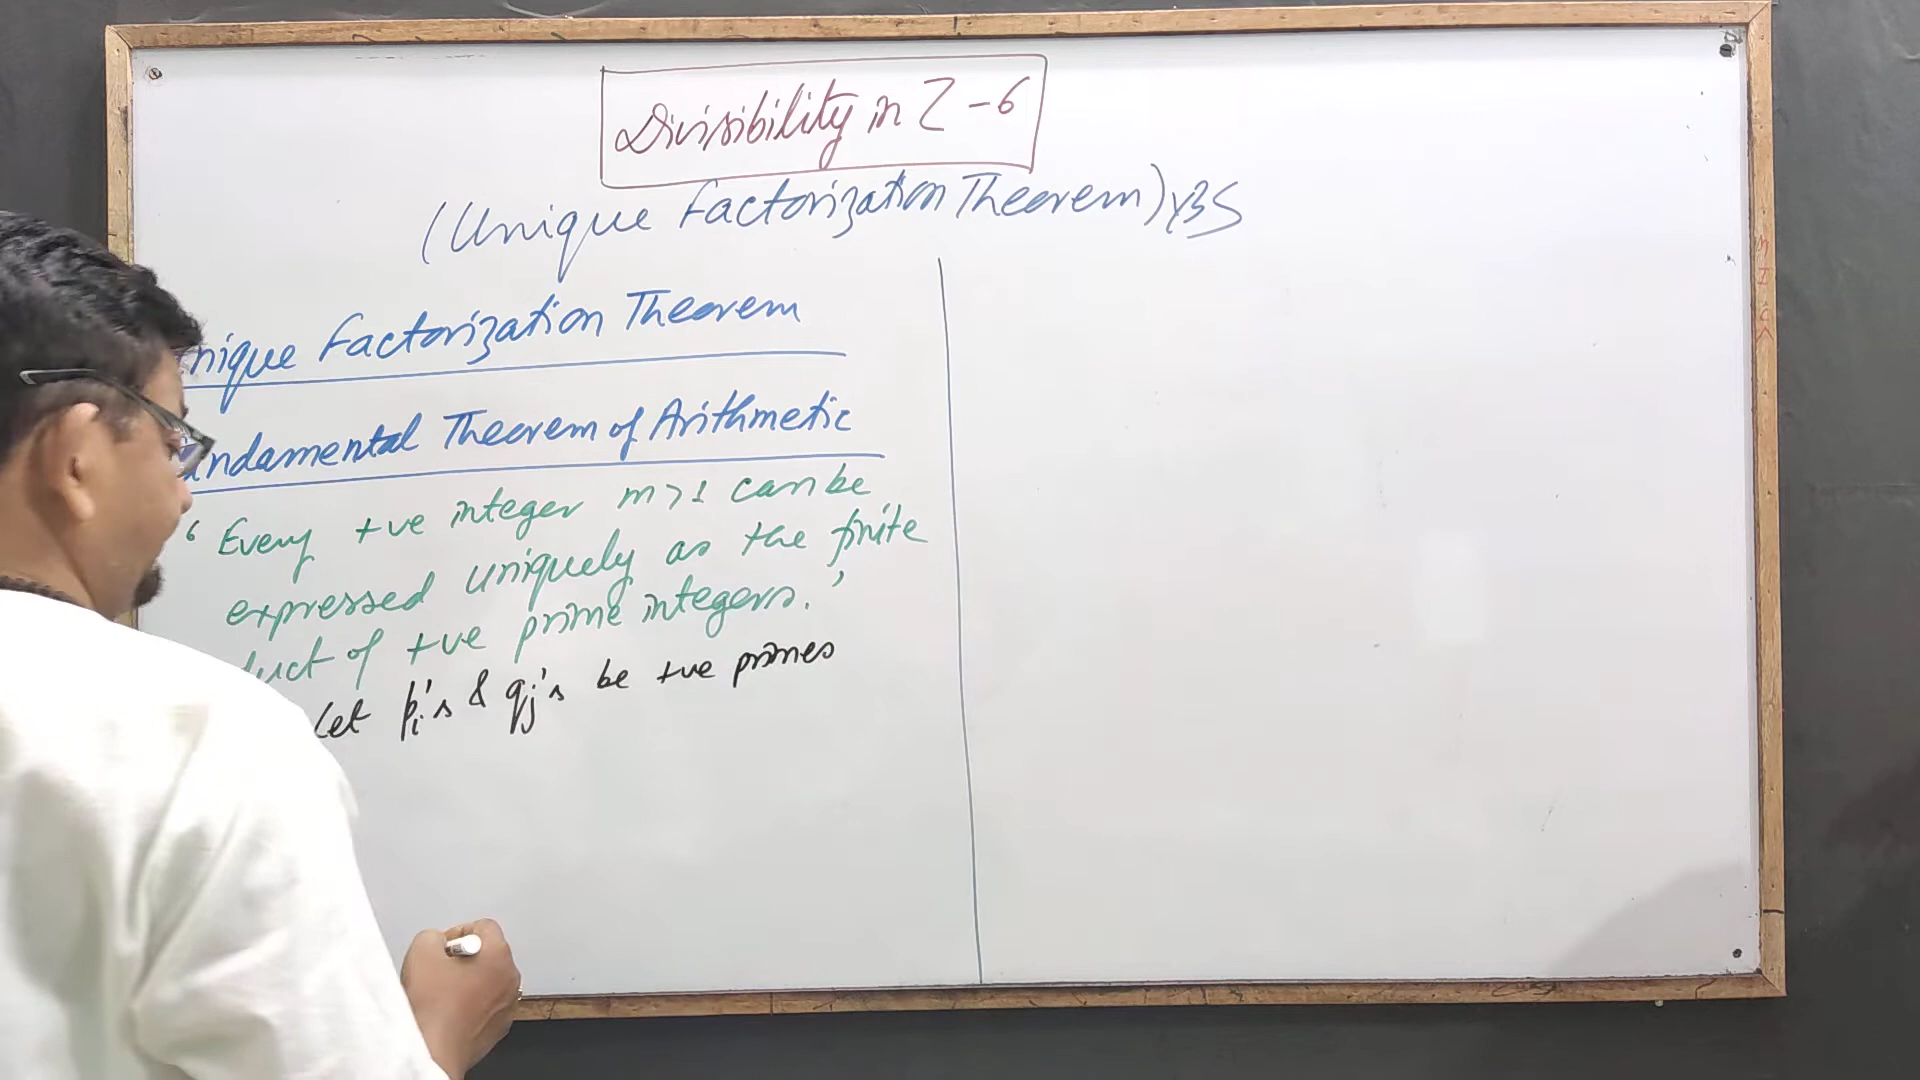 Divisibility in Z-6
(Unique Factorization Theorem) YBS
nique Factorization Theorem
undamental Theorem of Arithmetic
‘Every +ve integer m>1 can be
expressed uniquely as the finite
duct of +ve prime integers.’
Let pi's & qj's be +ve primes